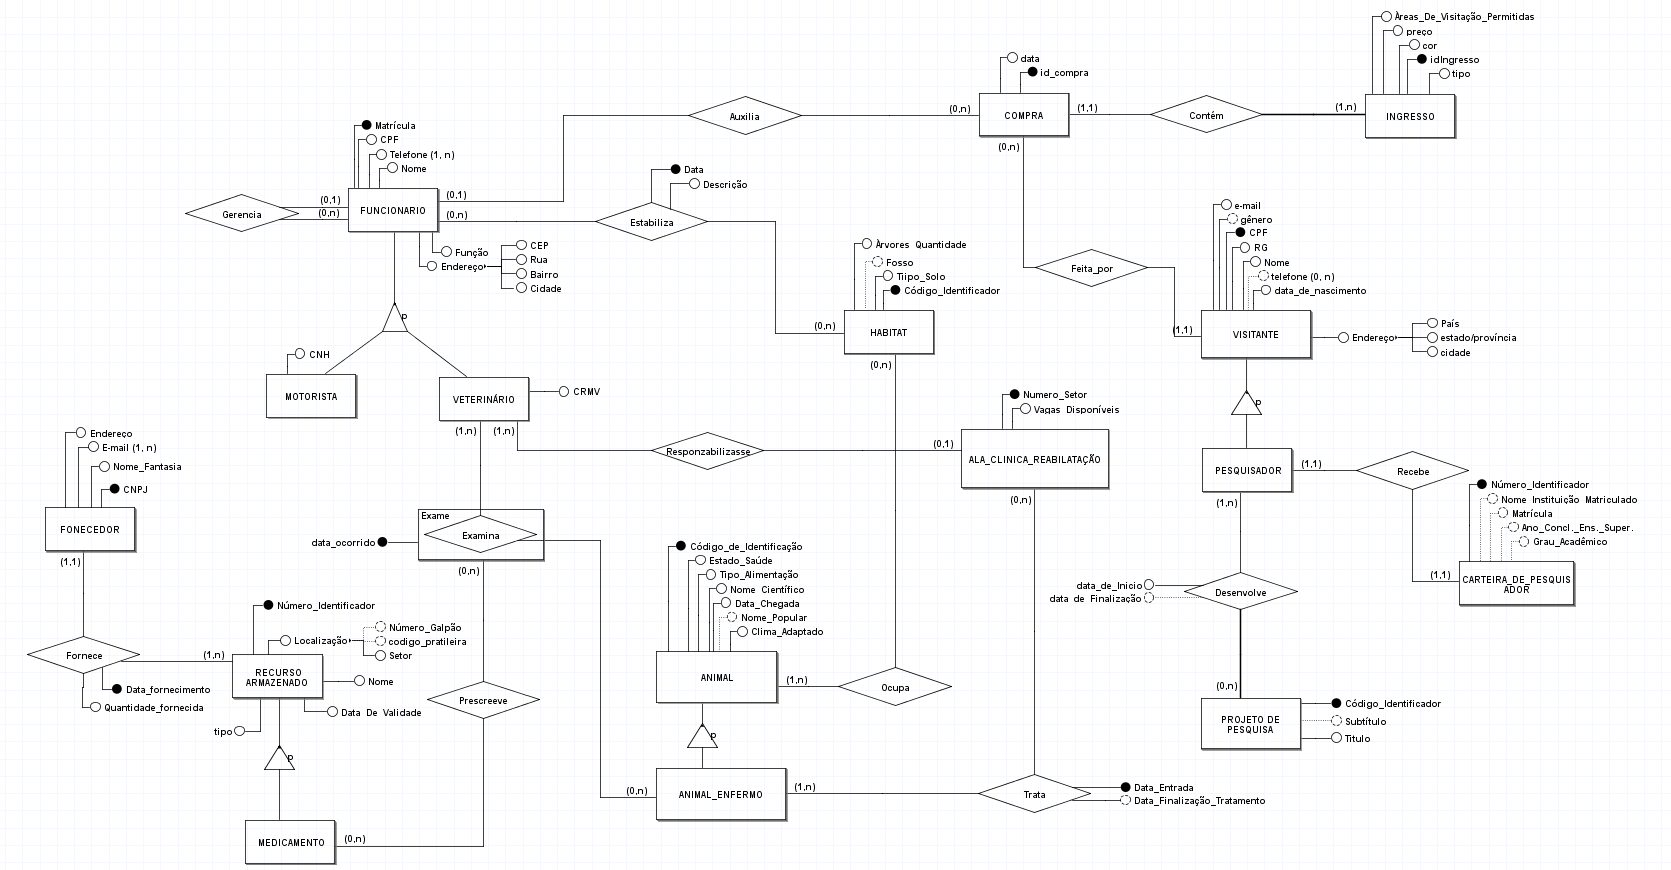 Àreas_De_Visitação_Permitidas
preço
cor
idIngresso
tipo
data
id_compra
(0,n)
COMPRA
(1,1)
Contém
(1,n)
INGRESSO
Auxilia
(0,n)
Matrícula
CPF
Telefone (1, n)
Nome
Gerencia
(0,1)
(0,n)
FUNCIONARIO
(0,1)
(0,n)
Data
Descrição
Estabiliza
Função
Endereço
CEP
Rua
Bairro
Cidade
p
Àrvores Quantidade
Fosso
Tiipo_Solo
Código_Identificador
(0,n)
HABITAT
(0,n)
Feita_por
e-mail
gênero
CPF
RG
Nome
telefone (0, n)
data_de_nascimento
(1,1)
VISITANTE
Endereço
País
estado/província
cidade
p
CNH
MOTORISTA
VETERINÁRIO
CRMV
(1,n)
(1,n)
Responzabilizasse
Numero_Setor
Vagas Disponíveis
(0,1)
ALA_CLINICA_REABILATAÇÃO
(0,n)
PESQUISADOR
(1,1)
Recebe
(1,n)
Número_Identificador
Nome Instituição Matriculado
Matrícula
Ano_Concl._Ens._Super.
Grau_Acadêmico
(1,1)
CARTEIRA_DE_PESQUIS
ADOR
Endereço
E-mail (1, n)
Nome_Fantasia
CNPJ
FONECEDOR
(1,1)
Exame
Examina
data_ocorrido
(0,n)
Código_de_Identificação
Estado_Saúde
Tipo_Alimentação
Nome Científico
Data_Chegada
Nome_Popular
Clima_Adaptado
ANIMAL
(1,n)
Ocupa
p
data_de_Inicio
data de Finalização
Desenvolve
(0,n)
PROJETO DE
PESQUISA
Código_Identificador
Subtítulo
Titulo
Fornece
Data_fornecimento
Quantidade_fornecida
(1,n)
Número_Identificador
Localização
Número_Galpão
codigo_pratileira
Setor
RECURSO
ARMAZENADO
Nome
Data De Validade
tipo
p
Prescreeve
MEDICAMENTO
(0,n)
(0,n)
ANIMAL_ENFERMO
(1,n)
Trata
Data_Entrada
Data_Finalização_Tratamento